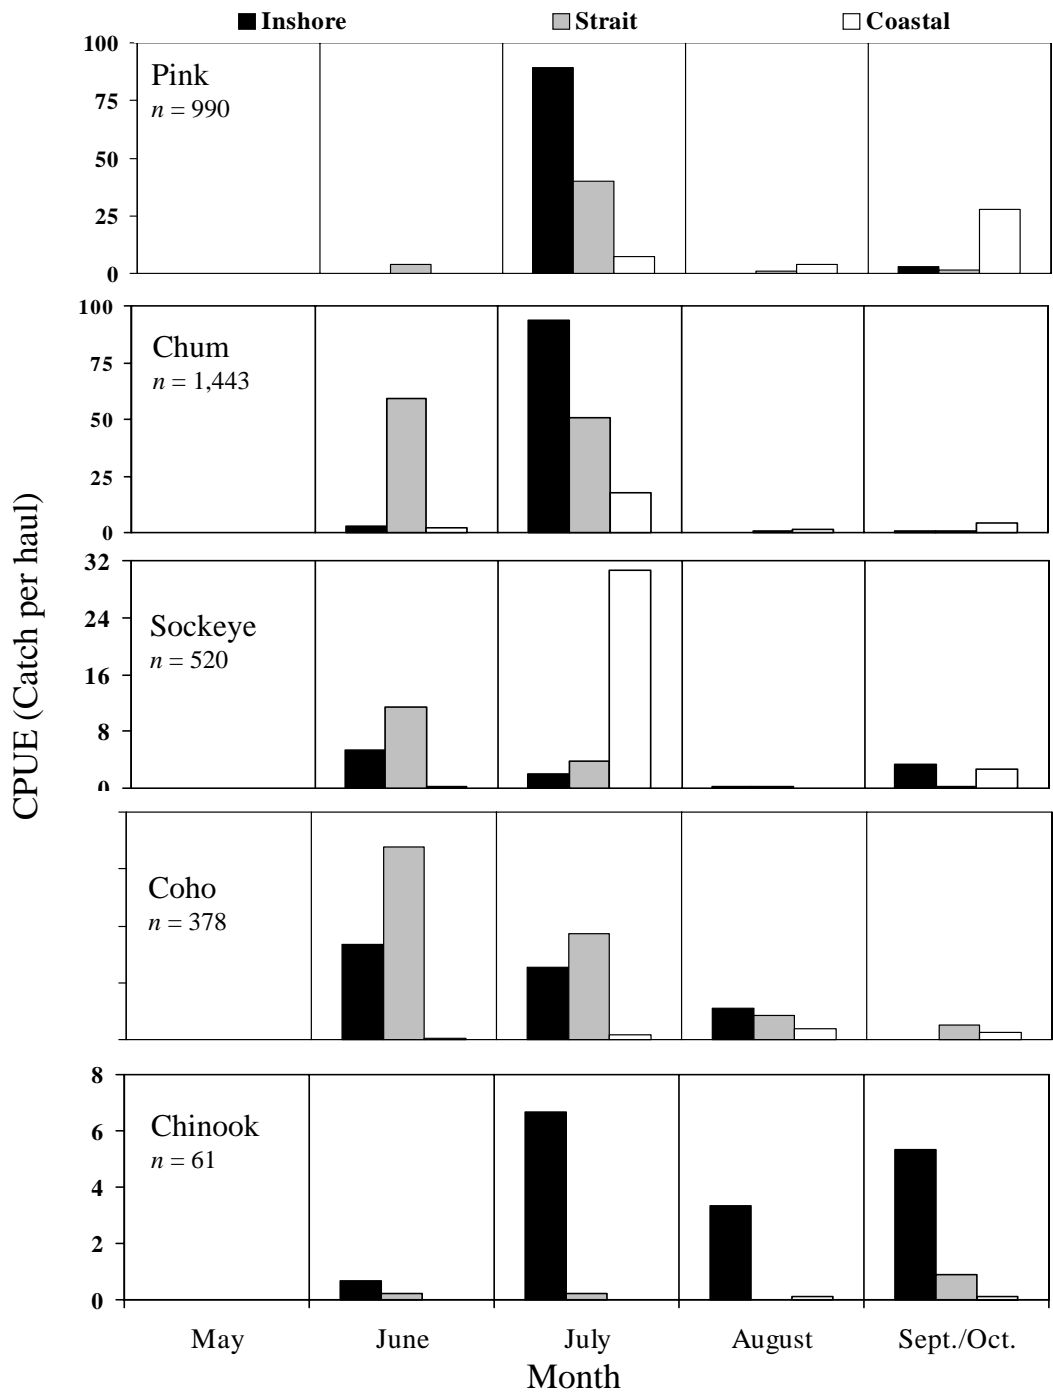 Inshore Strait Coastal
100
Pink
75
n = 990
50
25
0
100
Chum
75
n = 1,443
50
25
0
32
24
Sockeye
n = 520
16
8
0
Coho
n = 378
8
Chinook
6
n = 61
4
2
0
CPUE (Catch per haul)
May June July August Sept./Oct.
Month